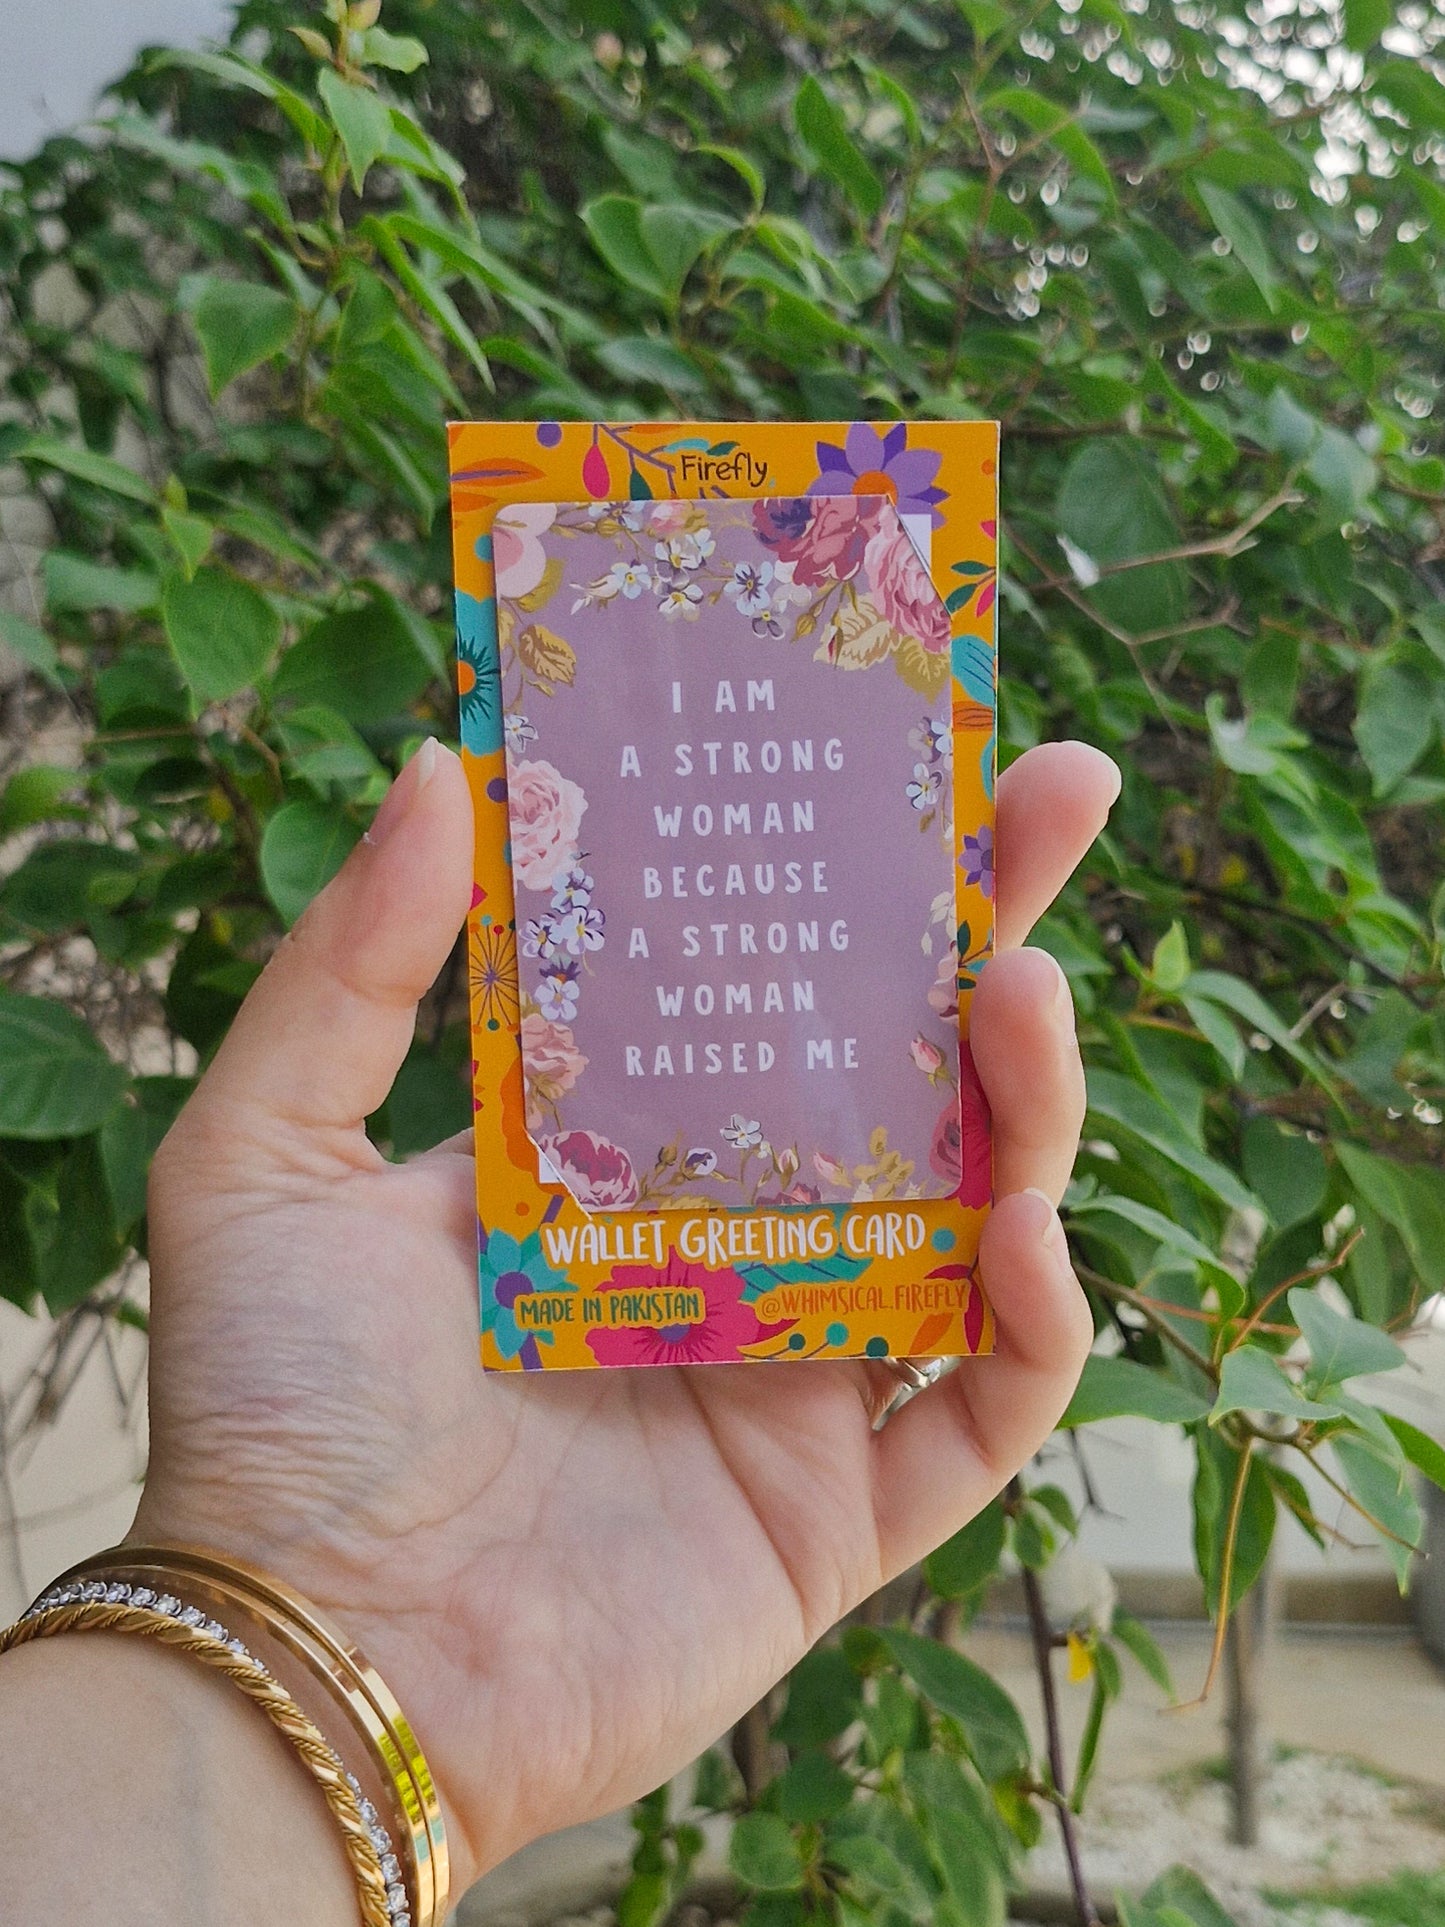 Firefly
I AM
A STRONG
WOMAN
BECAUSE
A STRONG
WOMAN
RAISED ME
WALLET GREETING CARD
MADE IN PAKISTAN @WHIMSICAL.FIREFLY